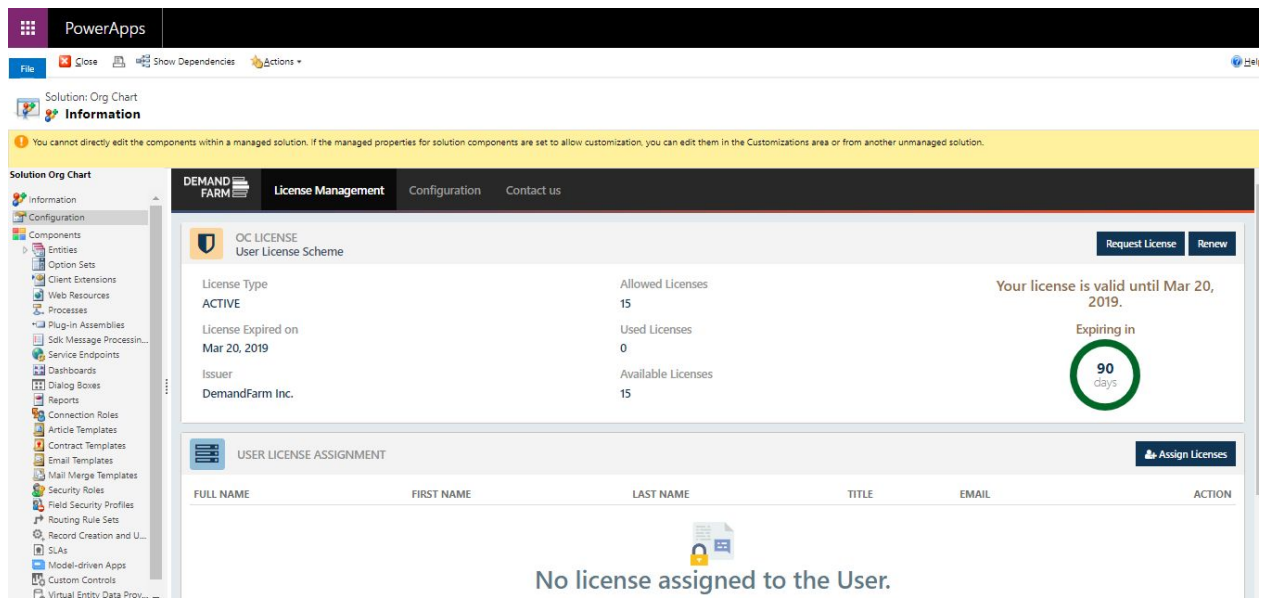 PowerApps
File
Close
Show Dependencies
Actions
Hel
Solution: Org Chart
Information
You cannot directly edit the components within a managed solution. If the managed properties for solution components are set to allow customization, you can edit them in the Customizations area or from another unmanaged solution.
Solution Org Chart
Information
Configuration
Components
Entities
Option Sets
Client Extensions
Web Resources
Processes
Plug-in Assemblies
Sdk Message Processin...
Service Endpoints
Dashboards
Dialog Boxes
Reports
Connection Roles
Article Templates
Contract Templates
Email Templates
Mail Merge Templates
Security Roles
Field Security Profiles
Routing Rule Sets
Record Creation and U...
SLAs
Model-driven Apps
Custom Controls
Virtual Entity Data Prov...
DEMAND
FARM
License Management
Configuration
Contact us
OC LICENSE
User License Scheme
Request License
Renew
License Type
ACTIVE
License Expired on
Mar 20, 2019
Issuer
DemandFarm Inc.
Allowed Licenses
15
Used Licenses
0
Available Licenses
15
Your license is valid until Mar 20,
2019.
Expiring in
90
days
USER LICENSE ASSIGNMENT
Assign Licenses
FULL NAME
FIRST NAME
LAST NAME
TITLE
EMAIL
ACTION
No license assigned to the User.